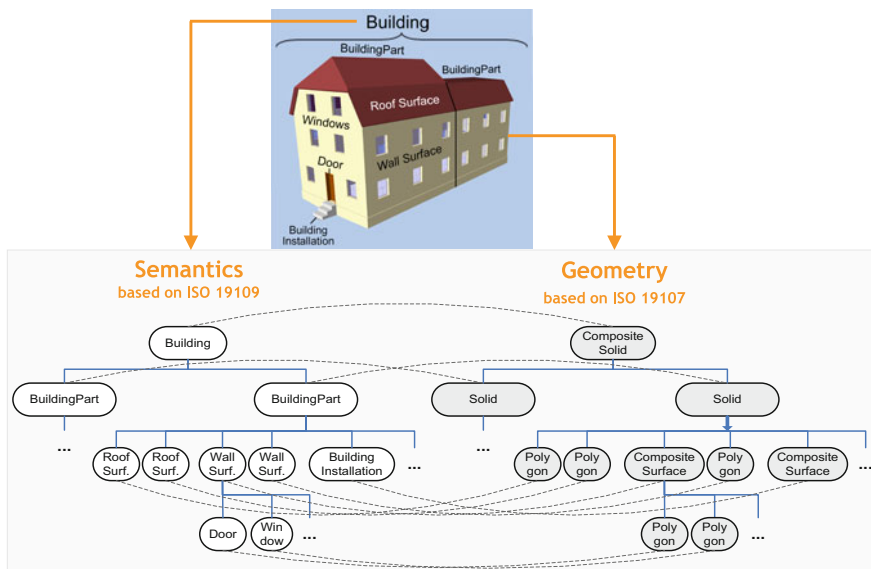 Building
BuildingPart
BuildingPart
Roof Surface
Windows
Wall Surface
Door
Building
Installation
Semantics
based on ISO 19109
Geometry
based on ISO 19107
Building
Composite
Solid
BuildingPart
BuildingPart
Solid
Solid
...
...
Roof
Surf.
Roof
Surf.
Wall
Surf.
Wall
Surf.
Building
Installation
...
Poly
gon
Poly
gon
Composite
Surface
Poly
gon
Composite
Surface
...
Door
Win
dow
...
Poly
gon
Poly
gon
...